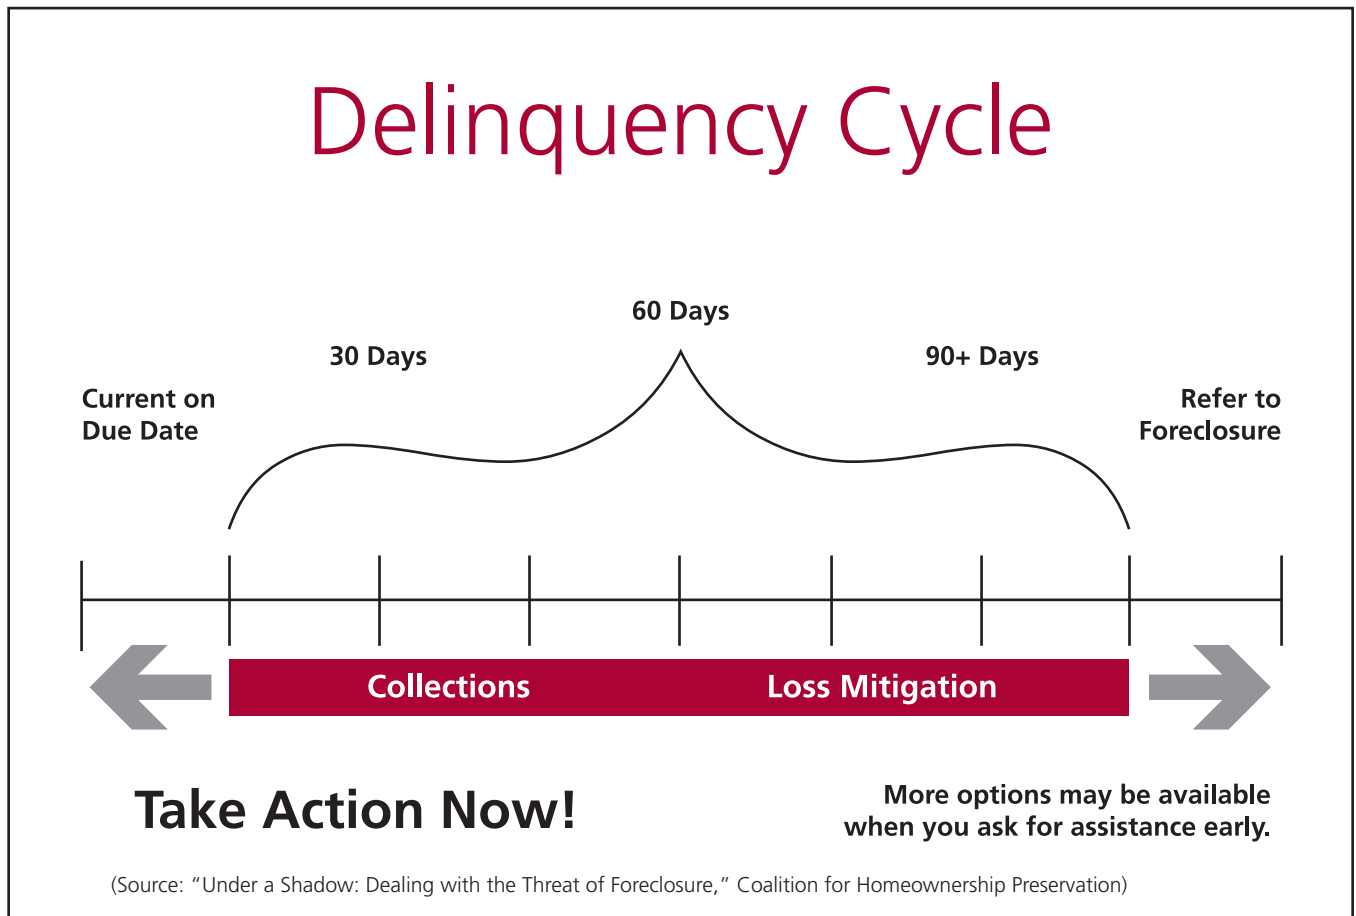 Delinquency Cycle
60 Days
30 Days
90+ Days
Current on
Due Date
Refer to
Foreclosure
Collections
Loss Mitigation
Take Action Now!
More options may be available
when you ask for assistance early.
(Source: “Under a Shadow: Dealing with the Threat of Foreclosure,” Coalition for Homeownership Preservation)